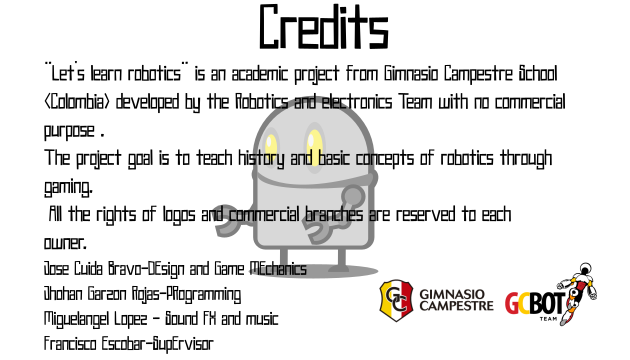 Credits
"Let's learn robotics" is an academic project from Gimnasio Campestre School
(Colombia) developed by the Robotics and electronics Team with no commercial
purpose .
The project goal is to teach history and basic concepts of robotics through
gaming.
All the rights of logos and commercial branches are reserved to each
owner.
Jose Cuida Bravo-DEsign and Game MEchanics
Jhohan Garzon Rojas-PRogramming
Miguelangel Lopez - Sound FX and music
Francisco Escobar-SupErvisor
GC
GIMNASIO
CAMPESTRE
GCBOT
TEAM